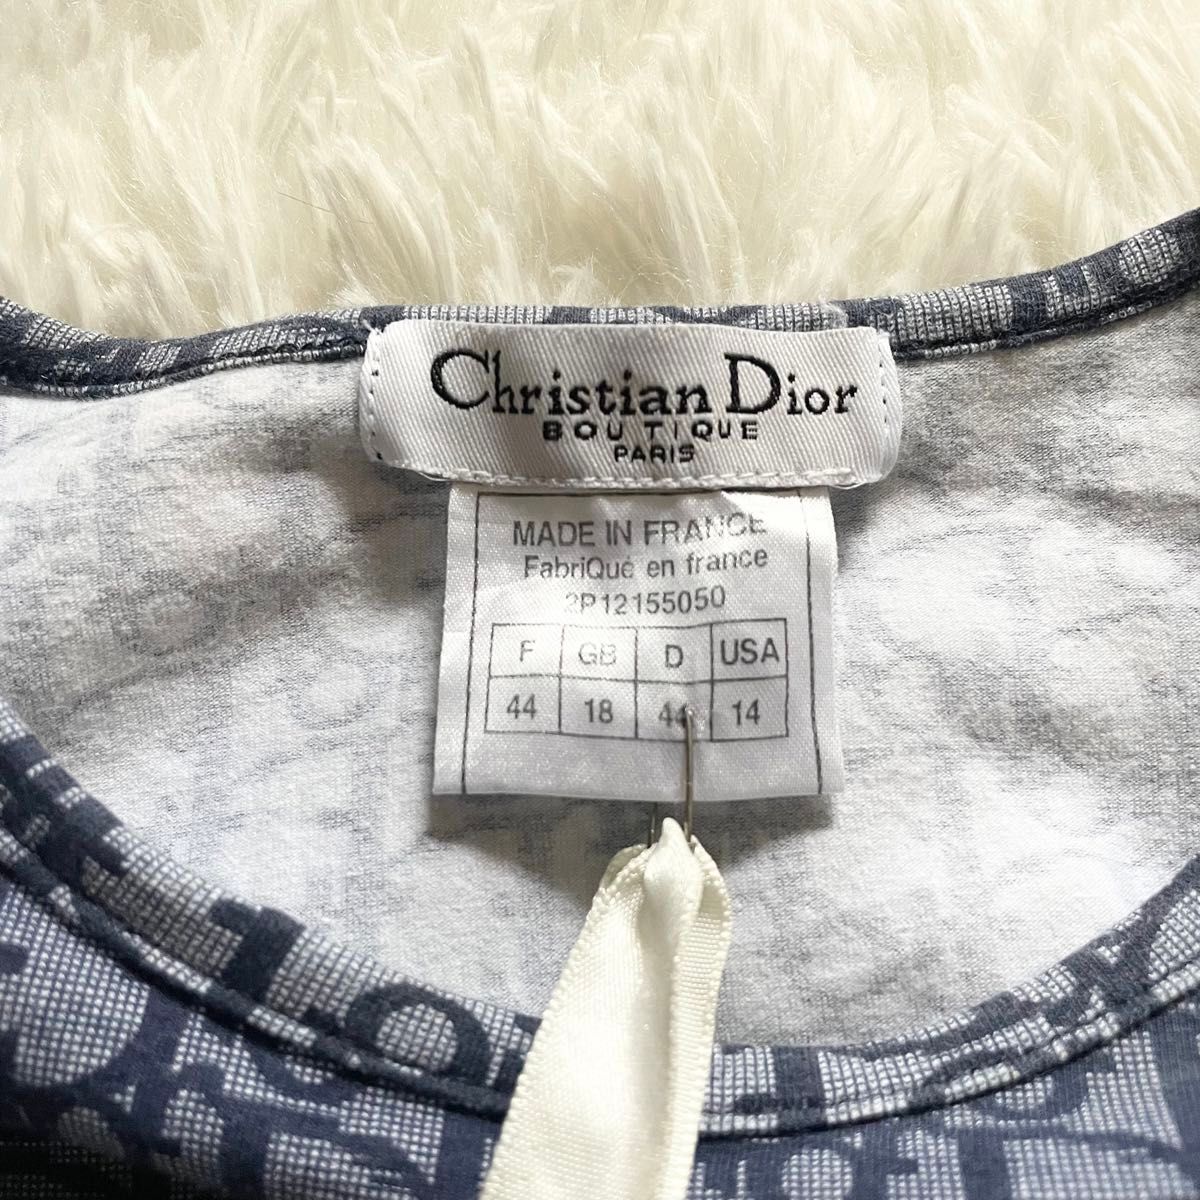 Christian Dior
BOUTIQUE
PARIS
MADE IN FRANCE
FabriQué en france
2P12155050
F GB D USA
44 18 44 14